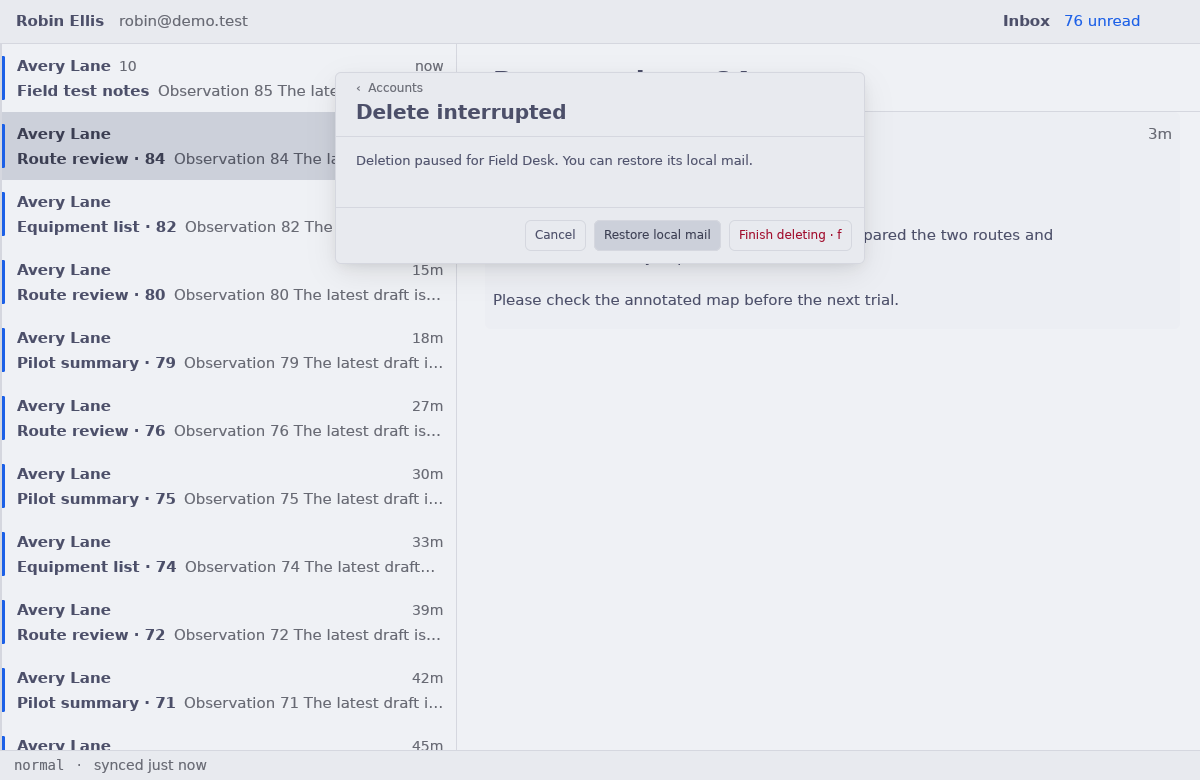 Robin Ellis robin@demo.test
Inbox 76 unread
Avery Lane 10 now
Field test notes Observation 85 The late
Avery Lane
Route review · 84 Observation 84 The la
Avery Lane
Equipment list · 82 Observation 82 The
Avery Lane 15m
Route review · 80 Observation 80 The latest draft is...
Avery Lane 18m
Pilot summary · 79 Observation 79 The latest draft i...
Avery Lane 27m
Route review · 76 Observation 76 The latest draft is...
Avery Lane 30m
Pilot summary · 75 Observation 75 The latest draft i...
Avery Lane 33m
Equipment list · 74 Observation 74 The latest draft...
Avery Lane 39m
Route review · 72 Observation 72 The latest draft is...
Avery Lane 42m
Pilot summary · 71 Observation 71 The latest draft i...
Avery Lane 45m
‹ Accounts
Delete interrupted
Deletion paused for Field Desk. You can restore its local mail.
Cancel Restore local mail Finish deleting · f
3m
pared the two routes and
Please check the annotated map before the next trial.
normal · synced just now